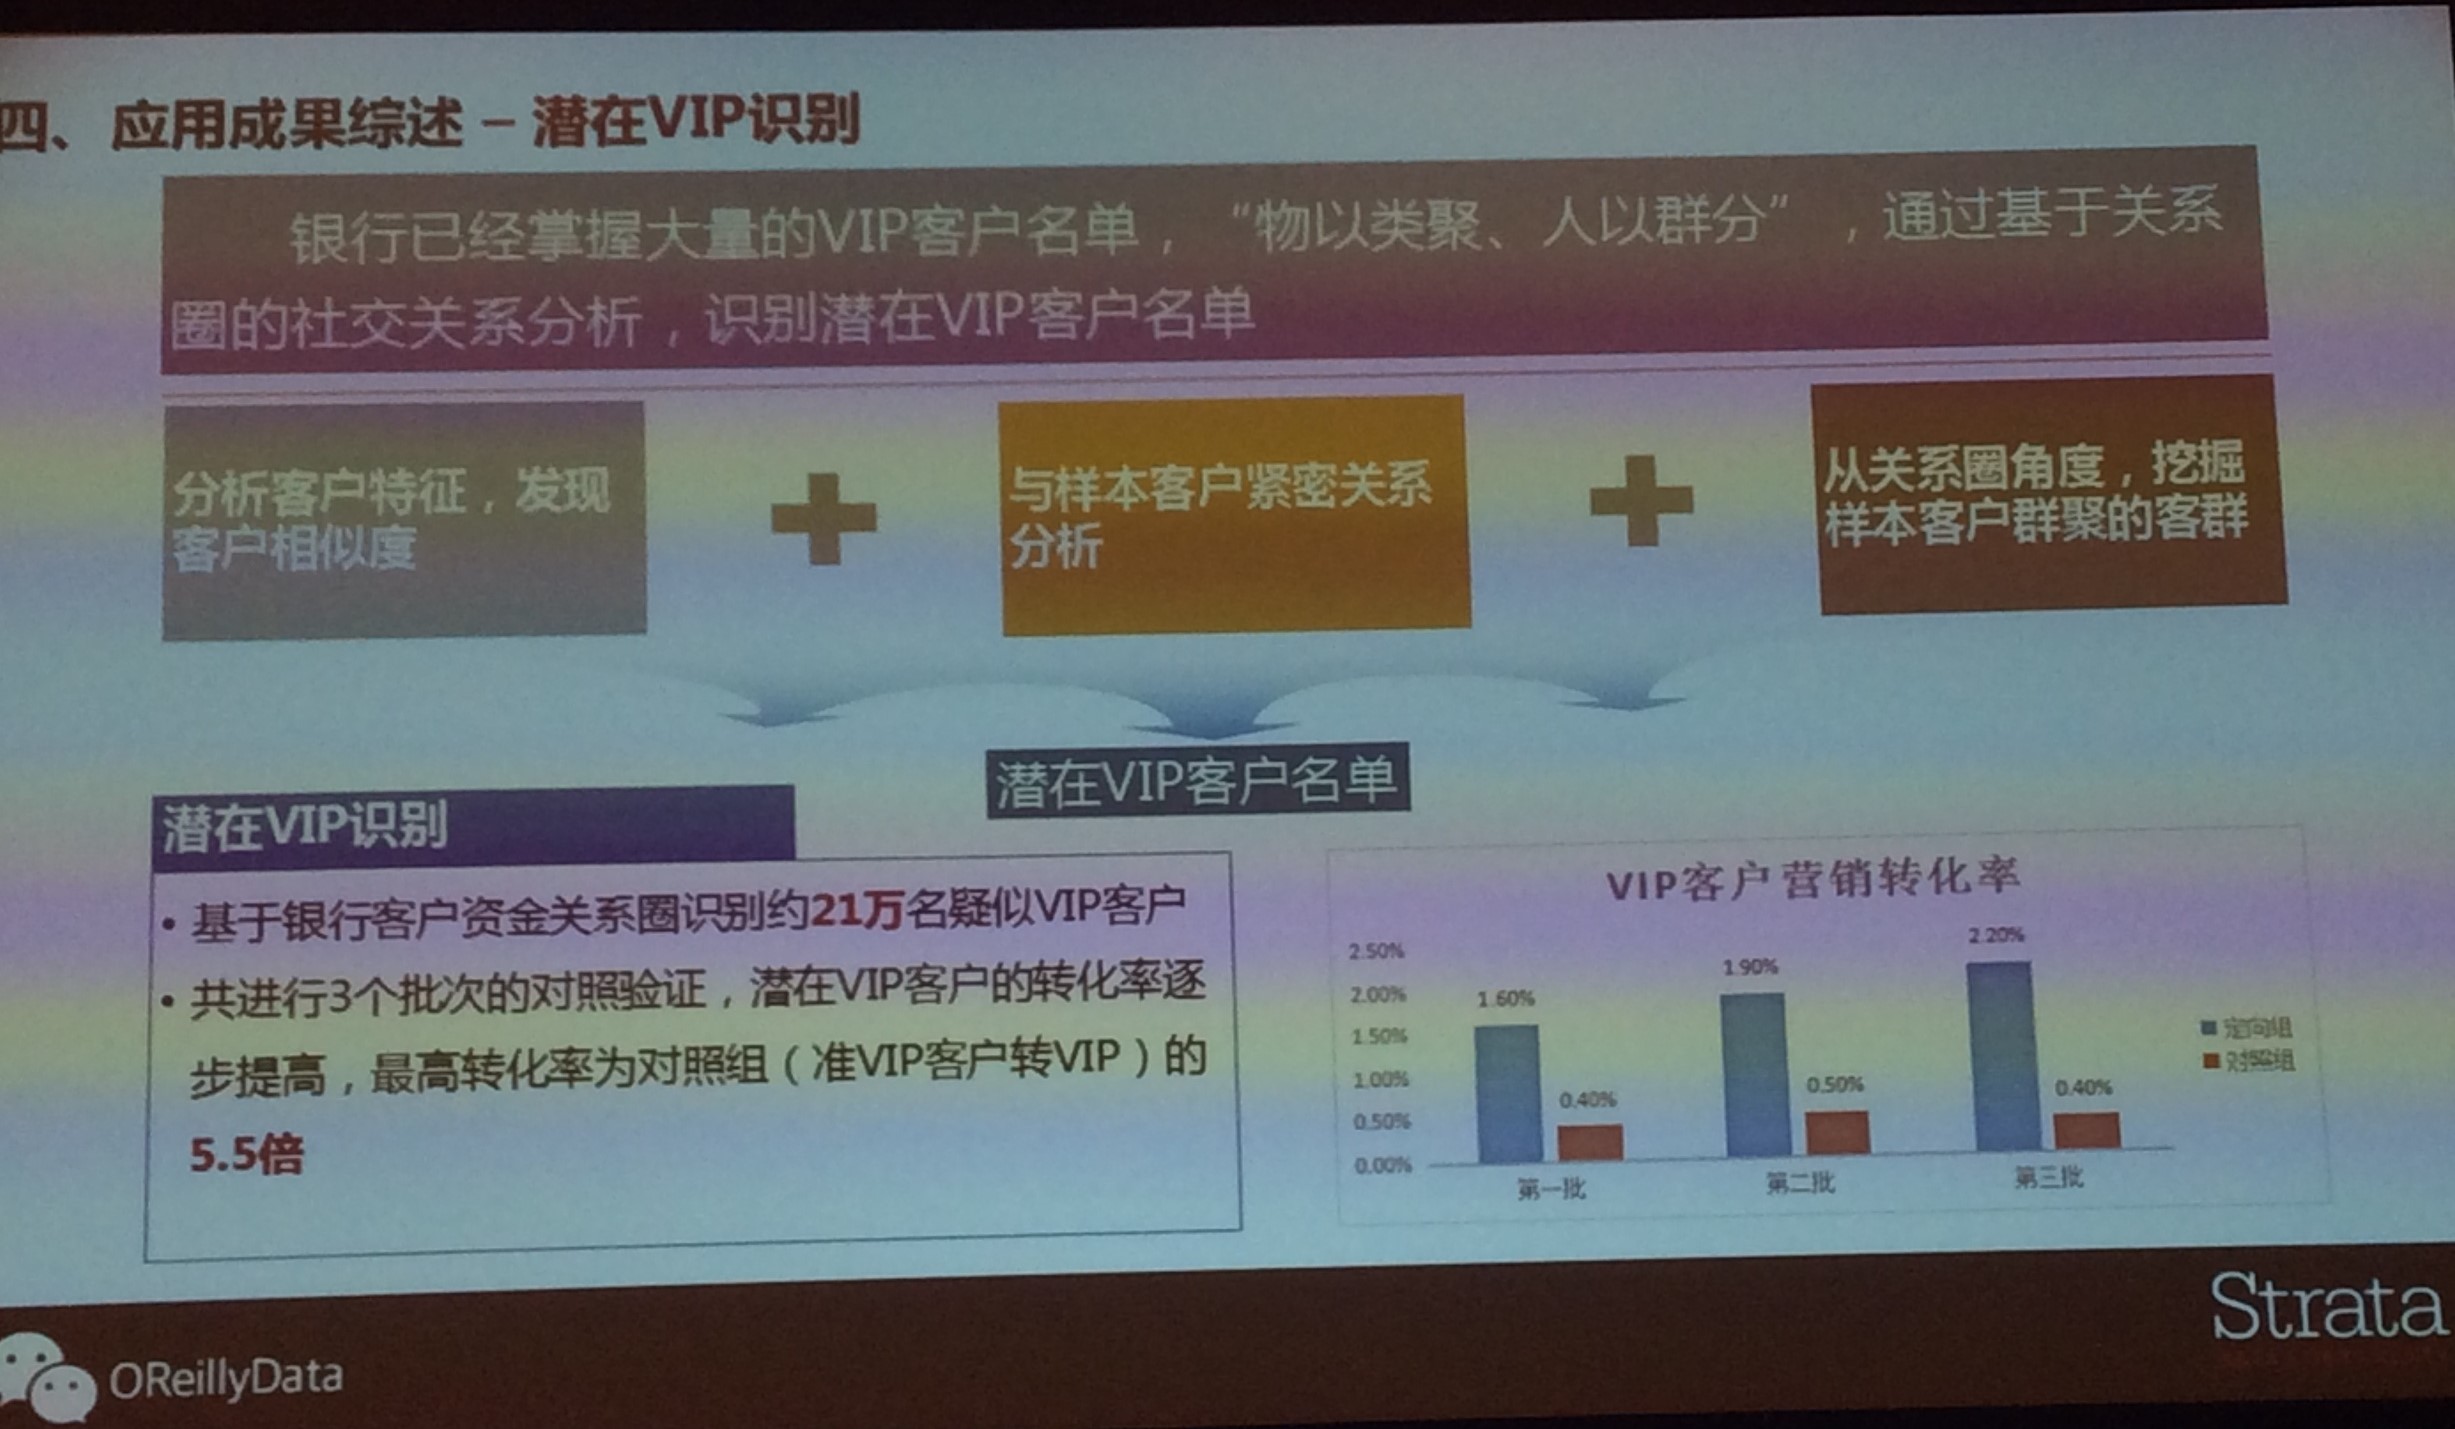 四、应用成果综述 – 潜在VIP识别
银行已经掌握大量的VIP客户名单，“物以类聚、人以群分”，通过基于关系
圈的社交关系分析，识别潜在VIP客户名单
分析客户特征，发现
客户相似度
与样本客户紧密关系
分析
从关系圈角度，挖掘
样本客户群聚的客群
潜在VIP客户名单
潜在VIP识别
• 基于银行客户资金关系圈识别约21万名疑似VIP客户
• 共进行3个批次的对照验证，潜在VIP客户的转化率逐
步提高，最高转化率为对照组（准VIP客户转VIP）的
5.5倍
VIP客户营销转化率
2.50%
2.00%
1.50%
1.00%
0.50%
0.00%
1.60%
0.40%
1.90%
0.50%
2.20%
0.40%
第一批
第二批
第三批
定向组
对照组
Strata
OReillyData